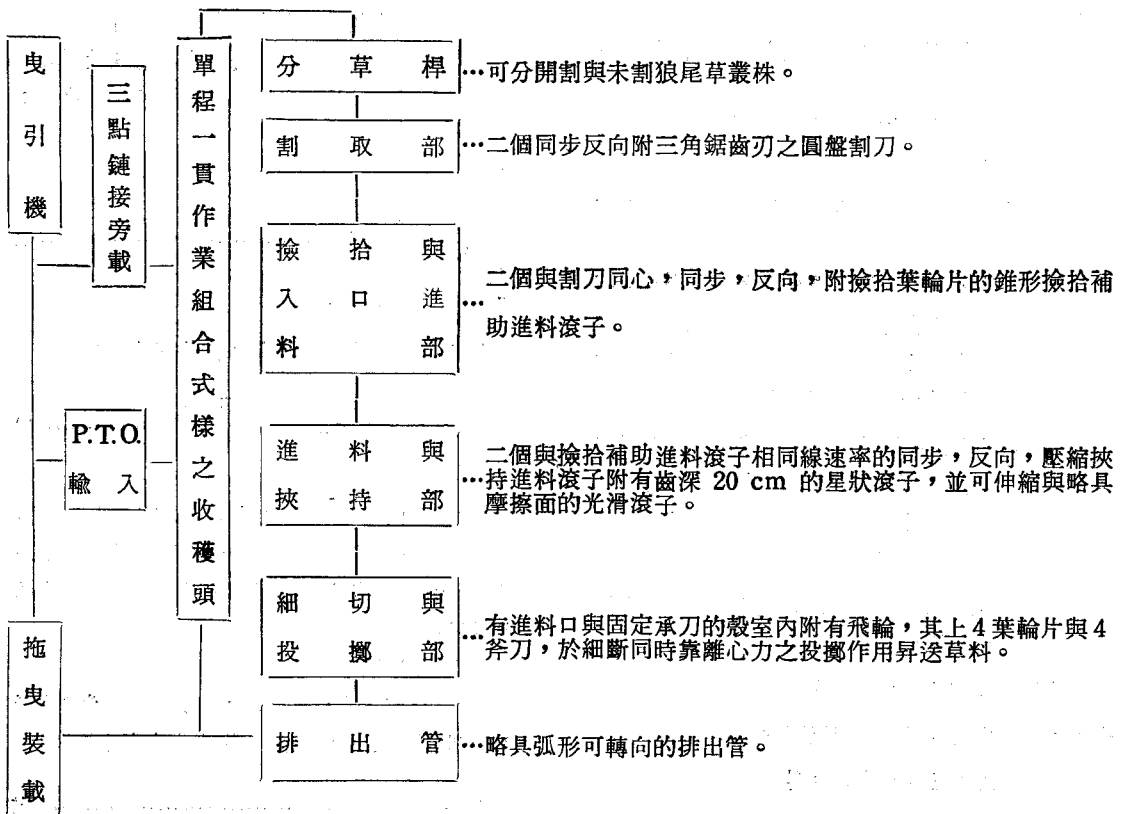 曳引機
三點鏈接旁載
P.T.O.
輸入
拖曳裝載
單程一貫作業組合式樣之收穫頭
分草桿
…可分開割與未割狼尾草叢株。
割取部
…二個同步反向附三角鋸齒刃之圓盤割刀。
撿拾與
入口進
料部
…二個與割刀同心，同步，反向，附撿拾葉輪片的錐形撿拾補
助進料滾子。
進料與
挾持部
…二個與撿拾補助進料滾子相同線速率的同步，反向，壓縮挾
持進料滾子附有齒深 20 cm 的星狀滾子，並可伸縮與略具
摩擦面的光滑滾子。
細切與
投擲部
…有進料口與固定承刀的殼室內附有飛輪，其上4葉輪片與4
斧刀，於細斷同時靠離心力之投擲作用昇送草料。
排出管
…略具弧形可轉向的排出管。